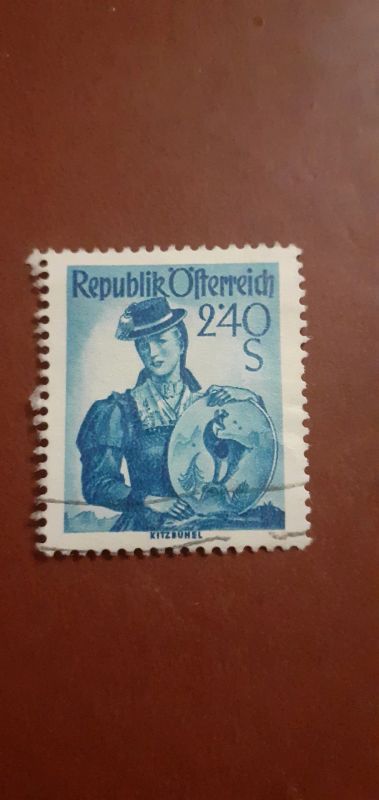 Republik Österreich
2.40
S
KITZBÜHEL